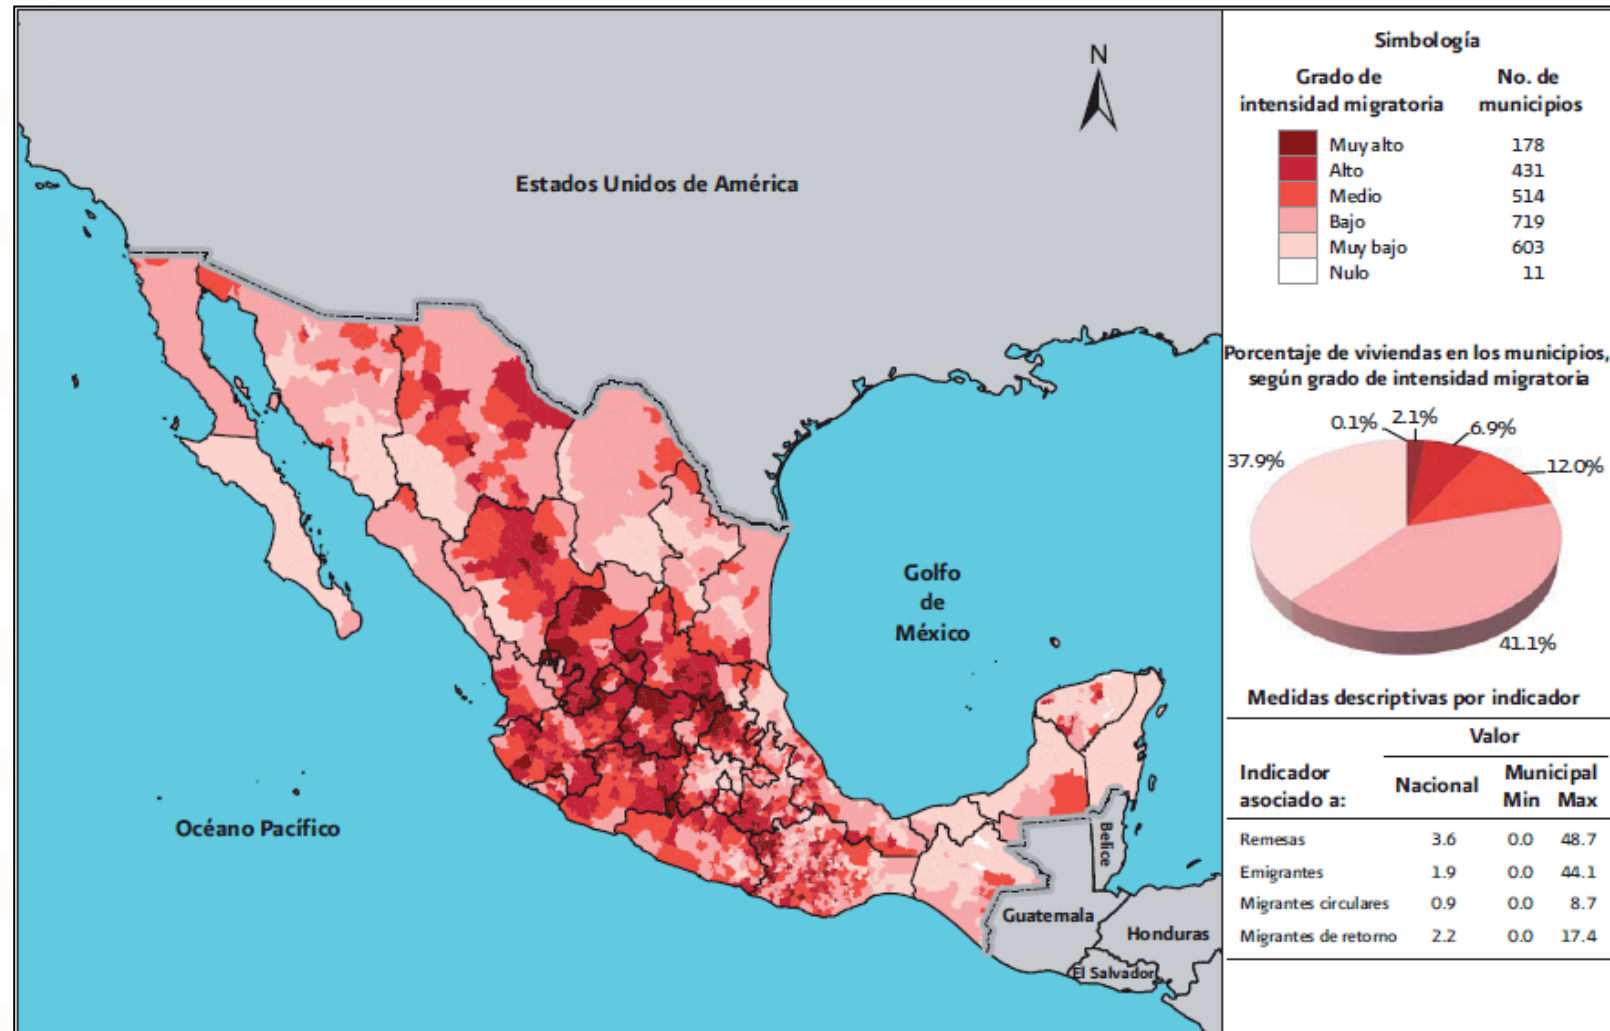 N
Estados Unidos de América
Golfo
de
México
Océano Pacífico
Belice
Guatemala
Honduras
El Salvador
Simbología
Grado de intensidad migratoria No. de municipios
Muy alto 178
Alto 431
Medio 514
Bajo 719
Muy bajo 603
Nulo 11
Porcentaje de viviendas en los municipios,
según grado de intensidad migratoria
0.1% 2.1% 6.9%
37.9% 12.0%
41.1%
Medidas descriptivas por indicador
Valor
Indicador asociado a: Nacional Municipal
Min Max
Remesas 3.6 0.0 48.7
Emigrantes 1.9 0.0 44.1
Migrantes circulares 0.9 0.0 8.7
Migrantes de retorno 2.2 0.0 17.4